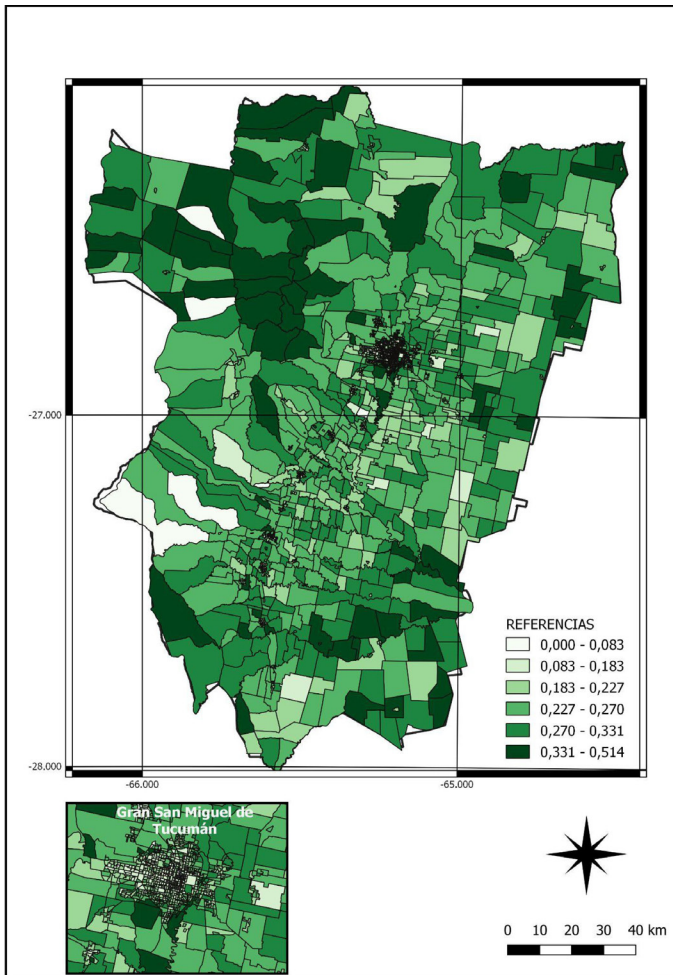 -27.000
REFERENCIAS
0,000 - 0,083
0,083 - 0,183
0,183 - 0,227
0,227 - 0,270
0,270 - 0,331
0,331 - 0,514
-28.000
-66.000
-65.000
Gran San Miguel de
Tucumán
0 10 20 30 40 km